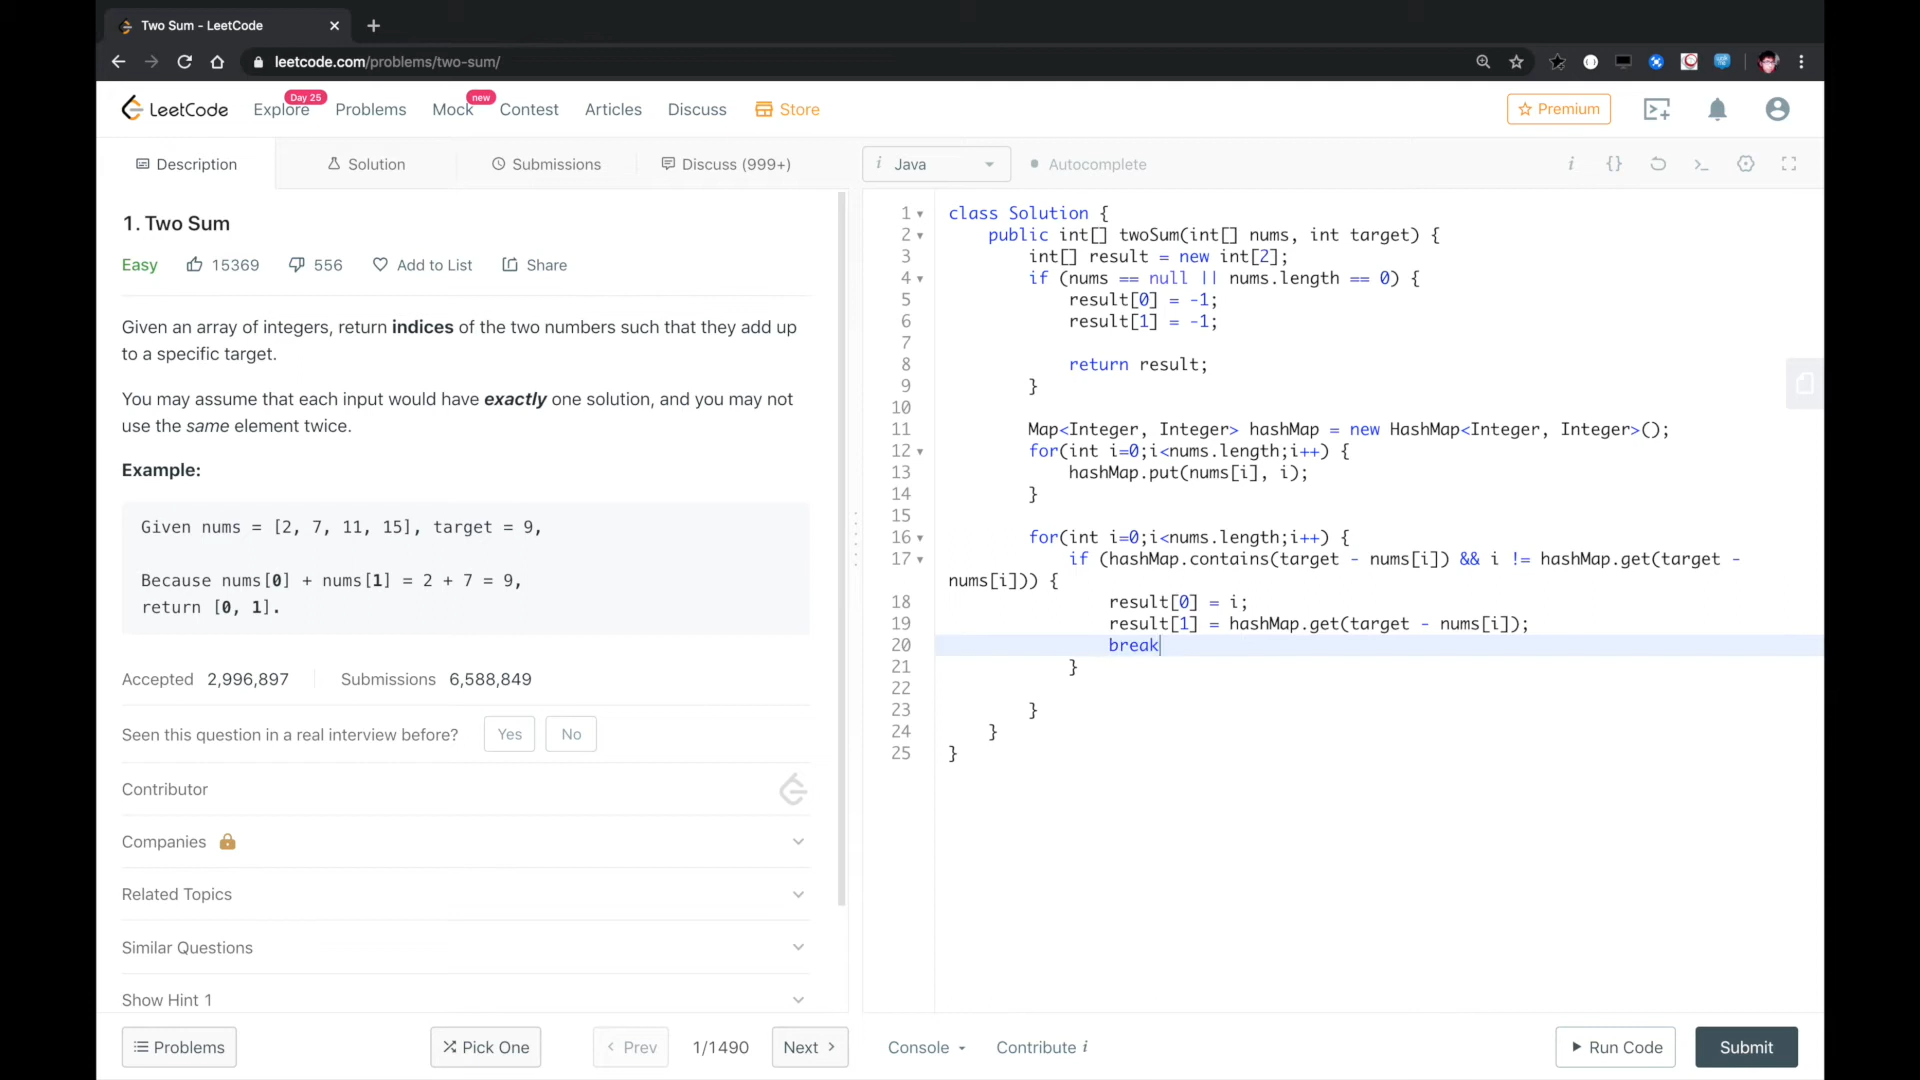 Two Sum - LeetCode
leetcode.com/problems/two-sum/
LeetCode
Explore
Day 25
Problems
Mock
new
Contest
Articles
Discuss
Store
Premium
Description
Solution
Submissions
Discuss (999+)
i Java
Autocomplete
1. Two Sum
Easy
15369
556
Add to List
Share
Given an array of integers, return indices of the two numbers such that they add up
to a specific target.
You may assume that each input would have exactly one solution, and you may not
use the same element twice.
Example:
Given nums = [2, 7, 11, 15], target = 9,
Because nums[0] + nums[1] = 2 + 7 = 9,
return [0, 1].
Accepted 2,996,897
Submissions 6,588,849
Seen this question in a real interview before?
Yes
No
Contributor
Companies
Related Topics
Similar Questions
Show Hint 1
1 class Solution {
2 public int[] twoSum(int[] nums, int target) {
3 int[] result = new int[2];
4 if (nums == null || nums.length == 0) {
5 result[0] = -1;
6 result[1] = -1;
7
8 return result;
9 }
10
11 Map<Integer, Integer> hashMap = new HashMap<Integer, Integer>();
12 for(int i=0;i<nums.length;i++) {
13 hashMap.put(nums[i], i);
14 }
15
16 for(int i=0;i<nums.length;i++) {
17 if (hashMap.contains(target - nums[i]) && i != hashMap.get(target -
nums[i])) {
18 result[0] = i;
19 result[1] = hashMap.get(target - nums[i]);
20 break
21 }
22
23 }
24 }
25 }
Problems
Pick One
Prev
1/1490
Next
Console
Contribute i
Run Code
Submit